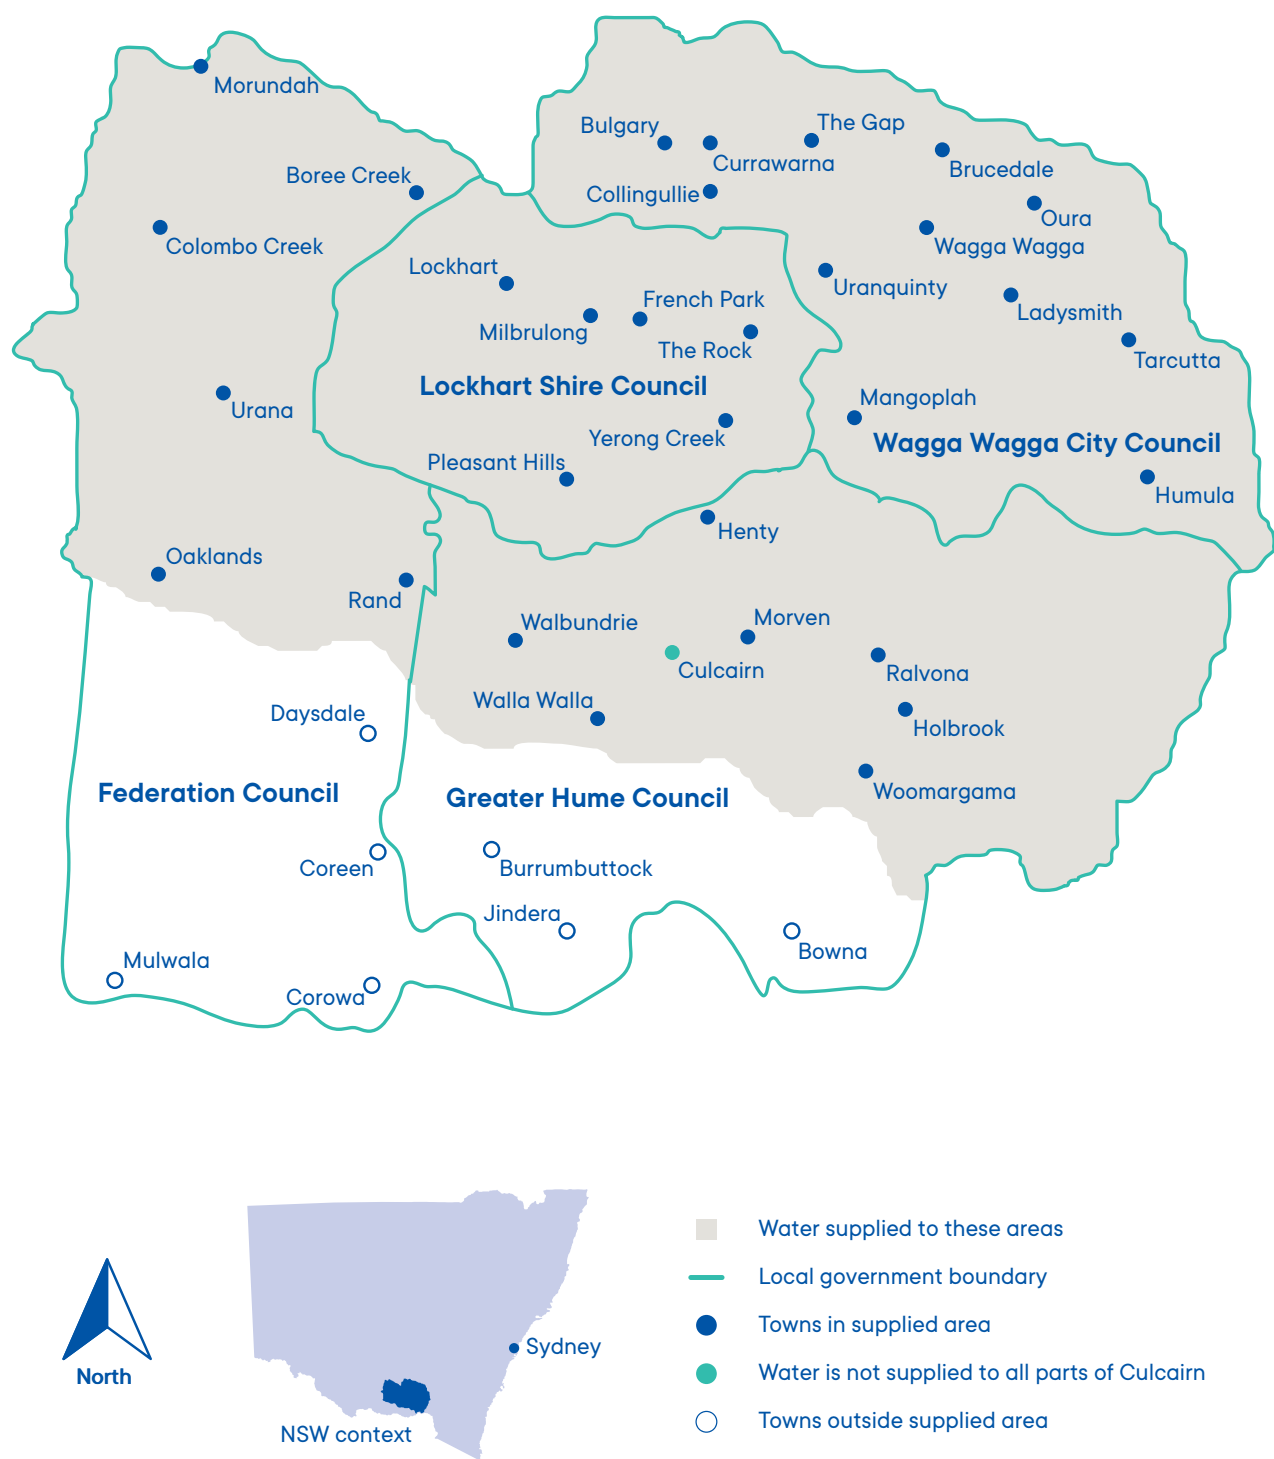 Morundah
Bulgary
The Gap
Currawarna
Brucedale
Boree Creek
Collingullie
Oura
Colombo Creek
Wagga Wagga
Lockhart
Uranquinty
French Park
Ladysmith
Milbrulong
The Rock
Tarcutta
Lockhart Shire Council
Mangoplah
Urana
Yerong Creek
Wagga Wagga City Council
Pleasant Hills
Humula
Henty
Oaklands
Rand
Walbundrie
Morven
Culcairn
Ralvona
Walla Walla
Daysdale
Holbrook
Federation Council
Greater Hume Council
Woomargama
Coreen
Burrumbuttock
Jindera
Bowna
Mulwala
Corowa
North
Sydney
NSW context
Water supplied to these areas
Local government boundary
Towns in supplied area
Water is not supplied to all parts of Culcairn
Towns outside supplied area